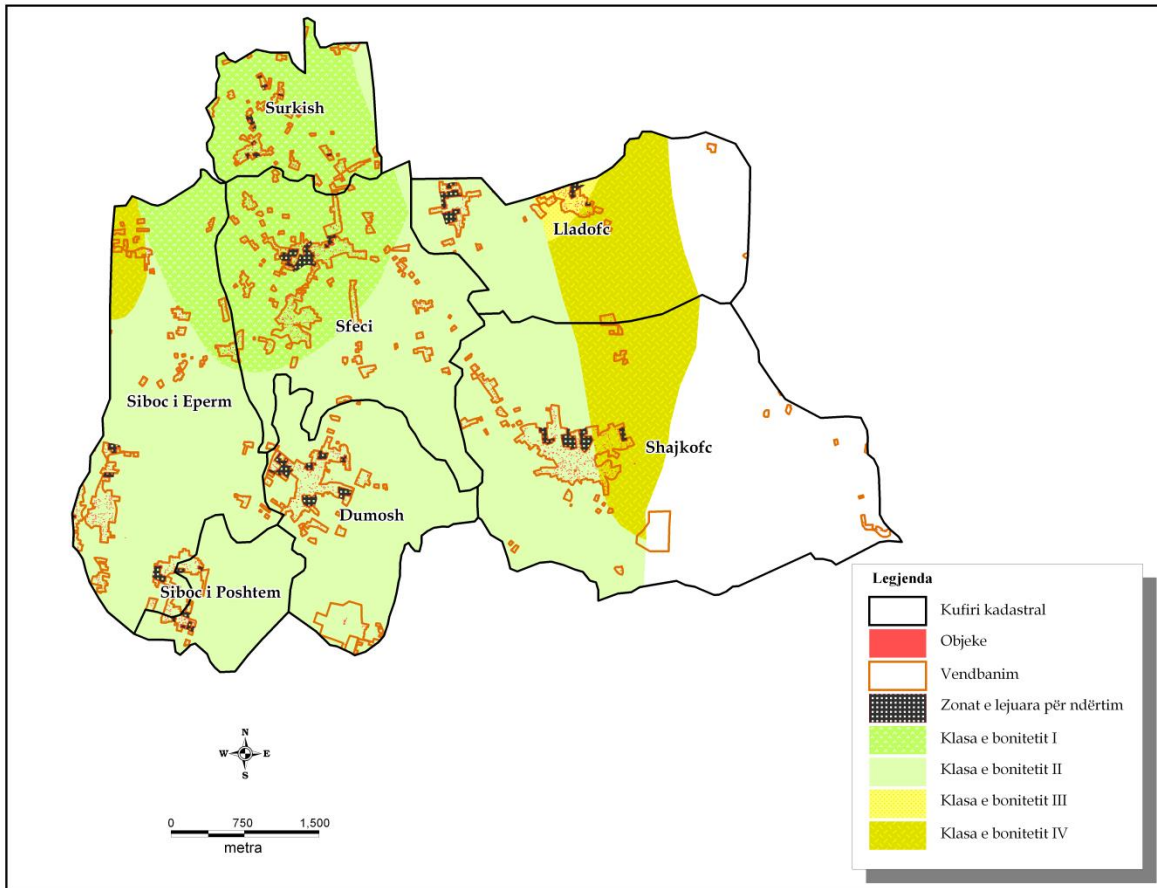 Surkish
Lladofc
Sfeci
Siboc i Eperm
Shajkofc
Dumosh
Siboc i Poshtem
Legjenda
Kufiri kadastral
Objeke
Vendbanim
Zonat e lejuara për ndërtim
Klasa e bonitetit I
Klasa e bonitetit II
Klasa e bonitetit III
Klasa e bonitetit IV
N
W E
S
0 750 1,500
metra